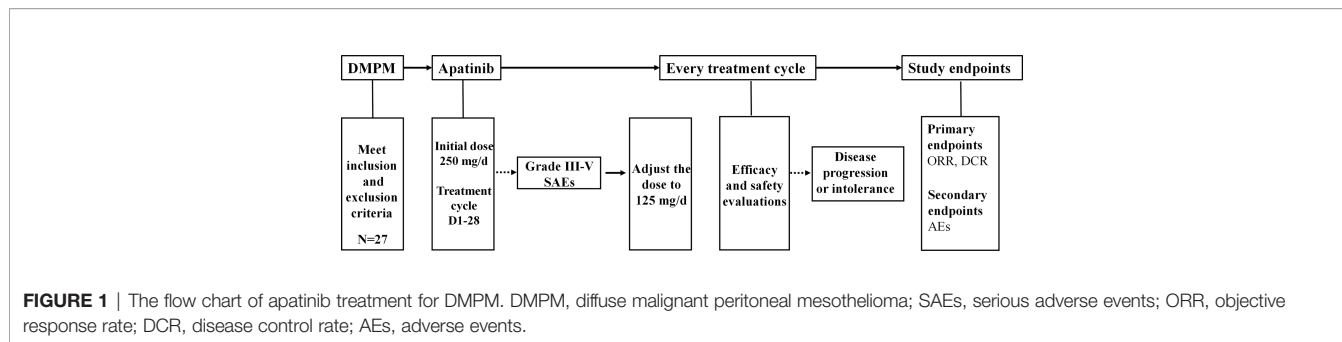 DMPM
Apatinib
Every treatment cycle
Study endpoints
Meet
inclusion
and
exclusion
criteria
N=27
Initial dose
250 mg/d
Treatment
cycle
D1-28
Grade III-V
SAEs
Adjust the
dose to
125 mg/d
Efficacy
and safety
evaluations
Disease
progression
or intolerance
Primary
endpoints
ORR, DCR
Secondary
endpoints
AEs
FIGURE 1 | The flow chart of apatinib treatment for DMPM. DMPM, diffuse malignant peritoneal mesothelioma; SAEs, serious adverse events; ORR, objective
response rate; DCR, disease control rate; AEs, adverse events.